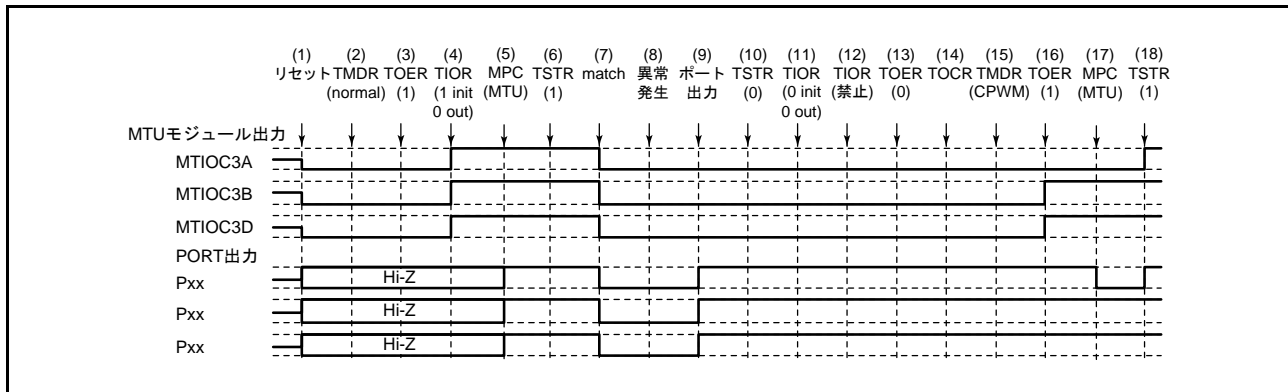 (1) (2) (3) (4) (5) (6) (7) (8) (9) (10) (11) (12) (13) (14) (15) (16) (17) (18)
リセット TMDR TOER TIOR MPC TSTR match 異常 ポート TSTR TIOR TIOR TOER TOCR TMDR TOER MPC TSTR
(normal) (1) (1 init (MTU) (1) 発生 出力 (0) (0 init (禁止) (0) (CPWM) (1) (MTU) (1)
0 out) 0 out)
MTUモジュール出力
MTIOC3A
MTIOC3B
MTIOC3D
PORT出力
Pxx Hi-Z
Pxx Hi-Z
Pxx Hi-Z